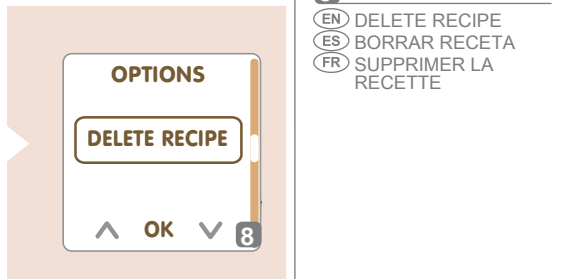 OPTIONS
DELETE RECIPE
OK
8
EN DELETE RECIPE
ES BORRAR RECETA
FR SUPPRIMER LA
RECETTE